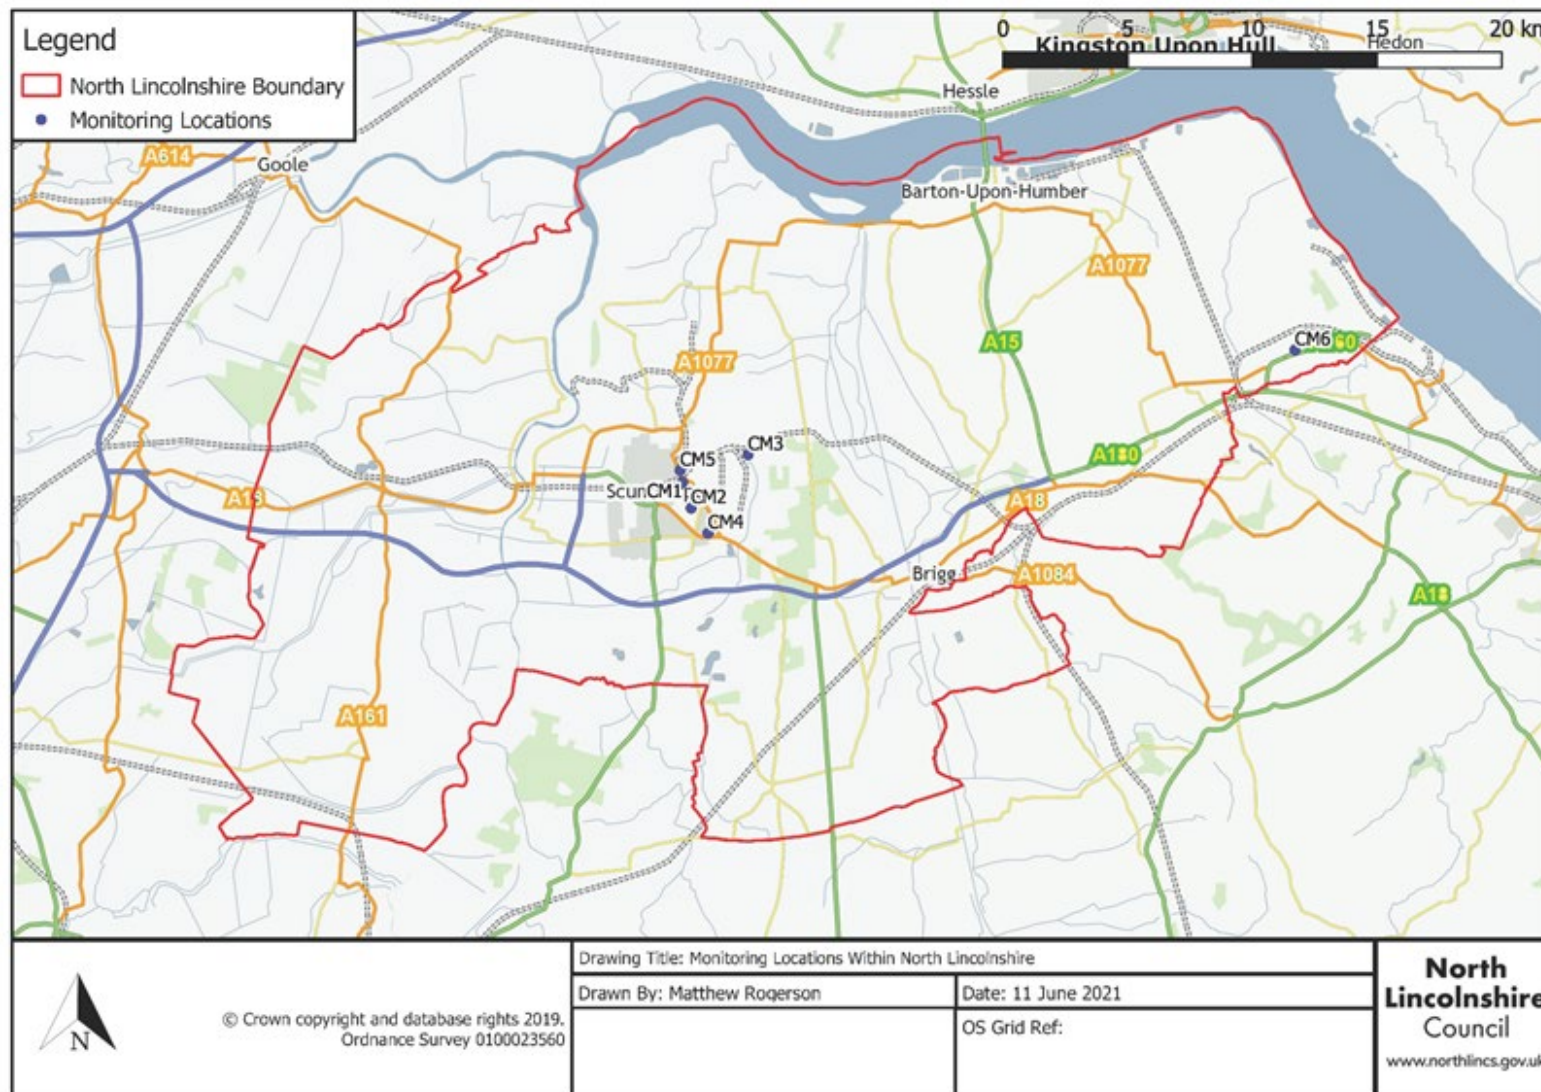 Legend
North Lincolnshire Boundary
Monitoring Locations
0 5 10 15 20 km
Kingston Upon Hull
Hedon
Hessle
A614
Goole
Barton-Upon-Humber
A1077
A15
CM6
A1077
CM3
CM5
A180
A18
CM1
CM2
A18
CM4
Brigg
A1084
A18
A161
N
© Crown copyright and database rights 2019.
Ordnance Survey 0100023560
Drawing Title: Monitoring Locations Within North Lincolnshire
Drawn By: Matthew Rogerson
Date: 11 June 2021
OS Grid Ref:
North
Lincolnshire
Council
www.northlincs.gov.uk